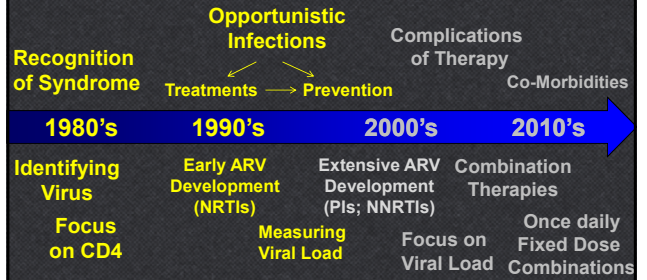 Opportunistic
Infections
Recognition
of Syndrome
Treatments
Prevention
Complications
of Therapy
Co-Morbidities
1980's
1990's
2000's
2010's
Identifying
Virus
Focus
on CD4
Early ARV
Development
(NRTIs)
Measuring
Viral Load
Extensive ARV
Development
(PIs; NNRTIs)
Focus on
Viral Load
Combination
Therapies
Once daily
Fixed Dose
Combinations